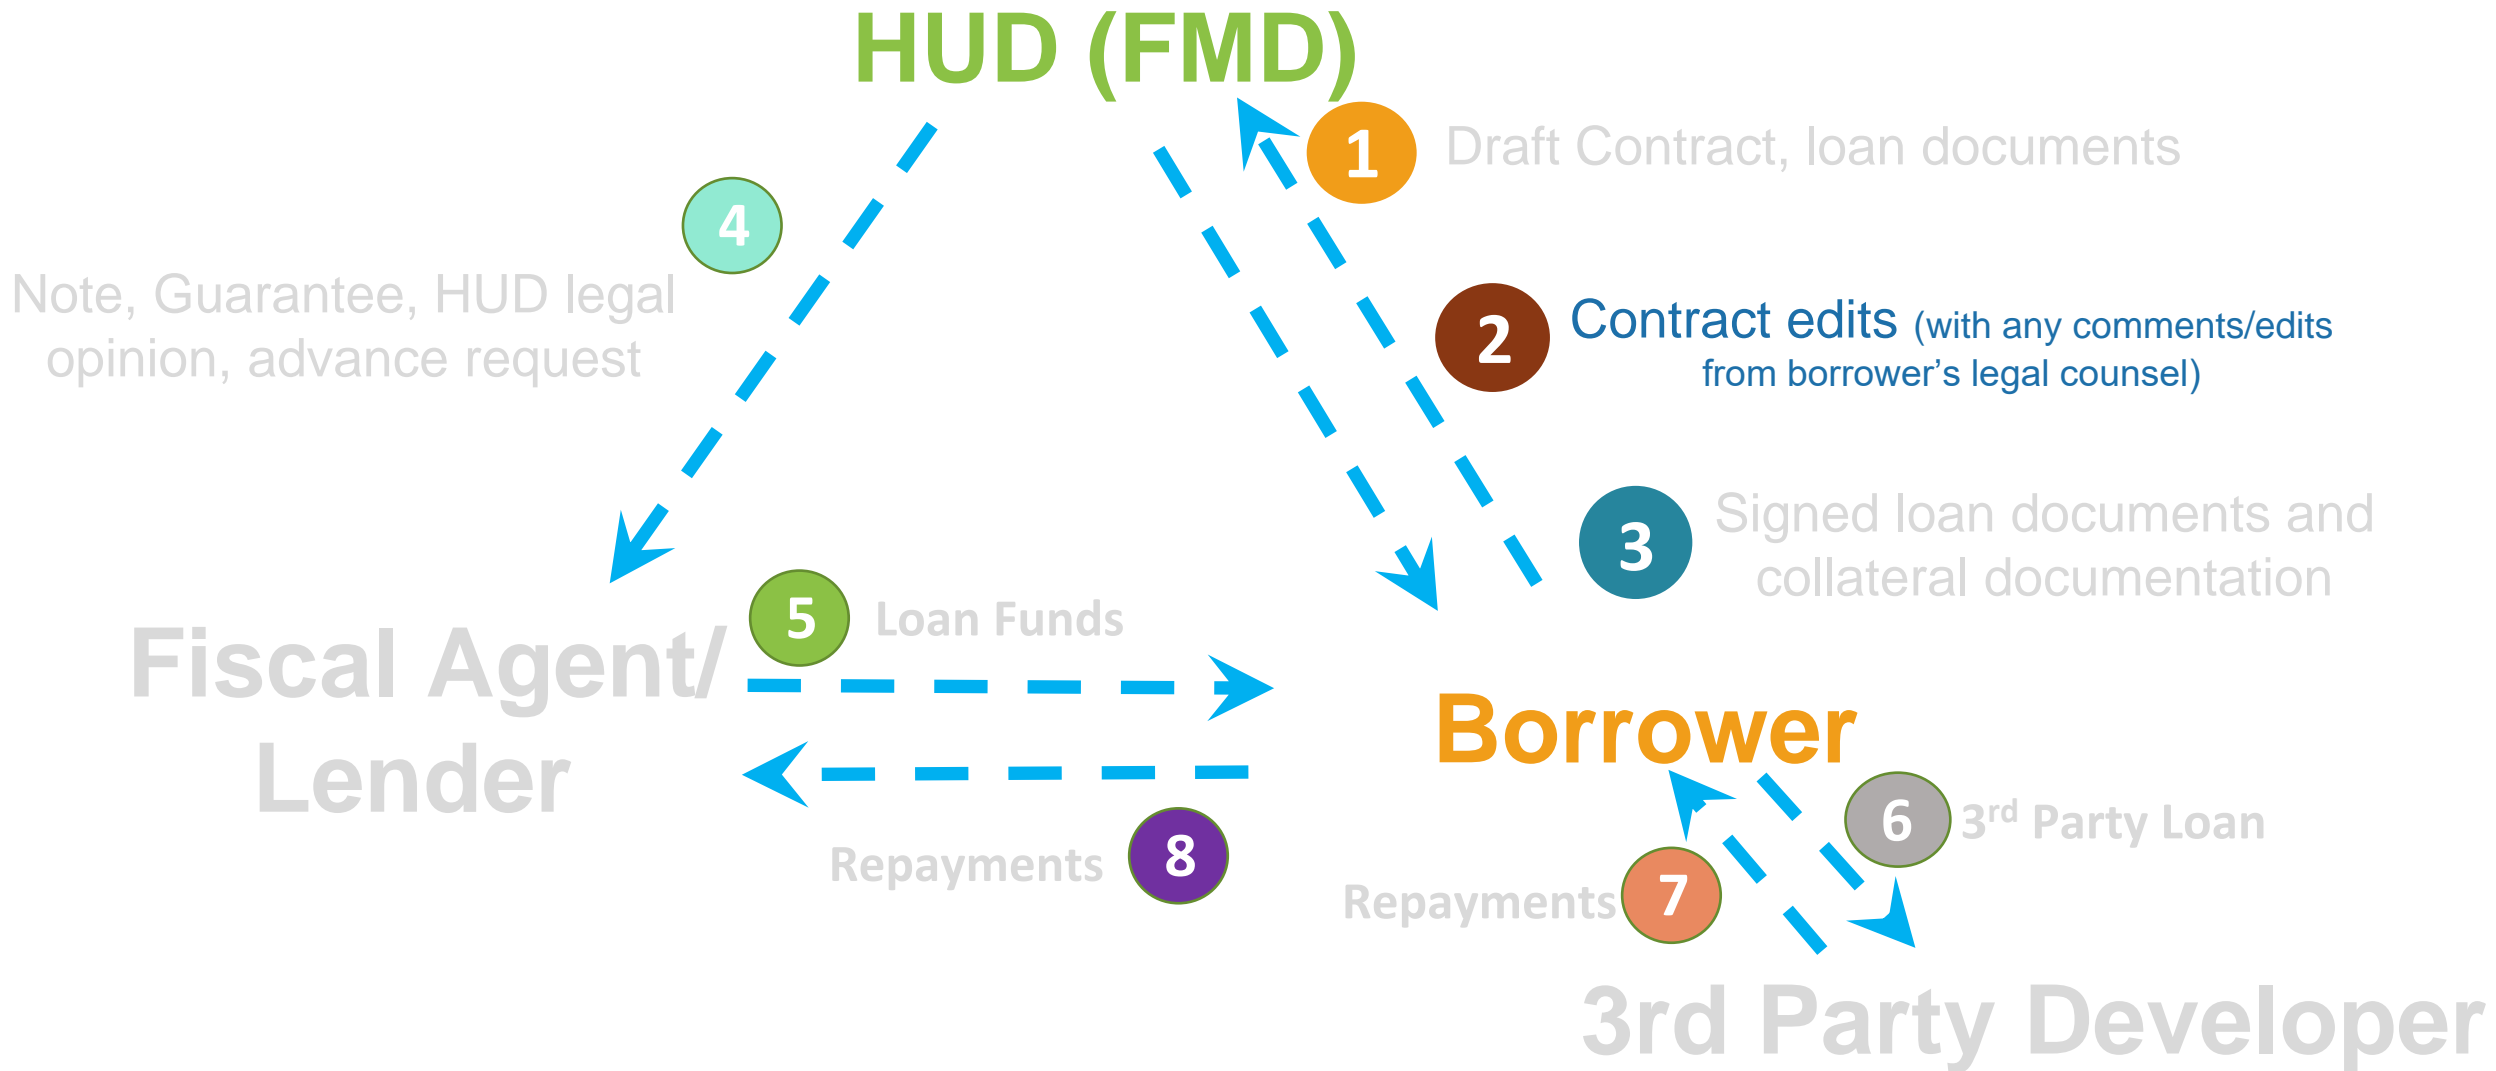 HUD (FMD)
1
Draft Contract, loan documents
4
Note, Guarantee, HUD legal
opinion, advance request
2
Contract edits (with any comments/edits
from borrower's legal counsel)
3
Signed loan documents and
collateral documentation
5
Loan Funds
Fiscal Agent/
Lender
Borrower
8
Repayments
6
3rd Party Loan
7
Repayments
3rd Party Developer